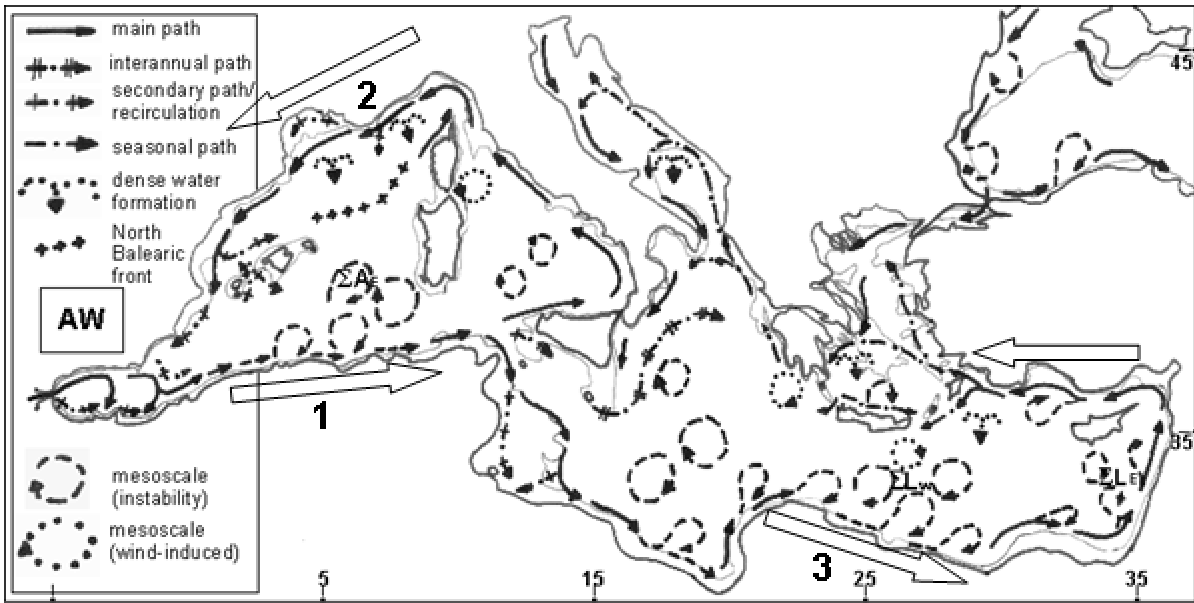 main path
interannual path
secondary path/
recirculation
seasonal path
dense water
formation
North
Balearic
front
AW
mesoscale
(instability)
mesoscale
(wind-induced)
2
1
3
ΣA
ΣLw
ΣLE
45
35
5
15
25
35